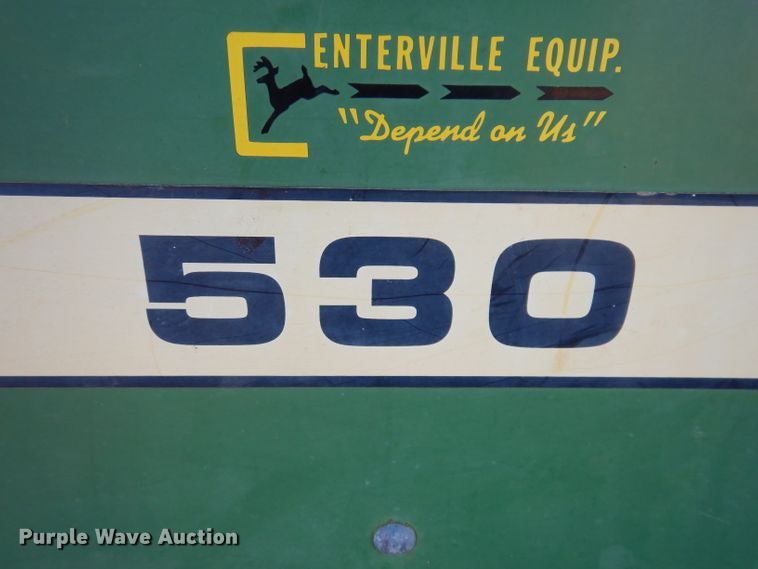 CENTERVILLE EQUIP.
"Depend on Us"
530
Purple Wave Auction®